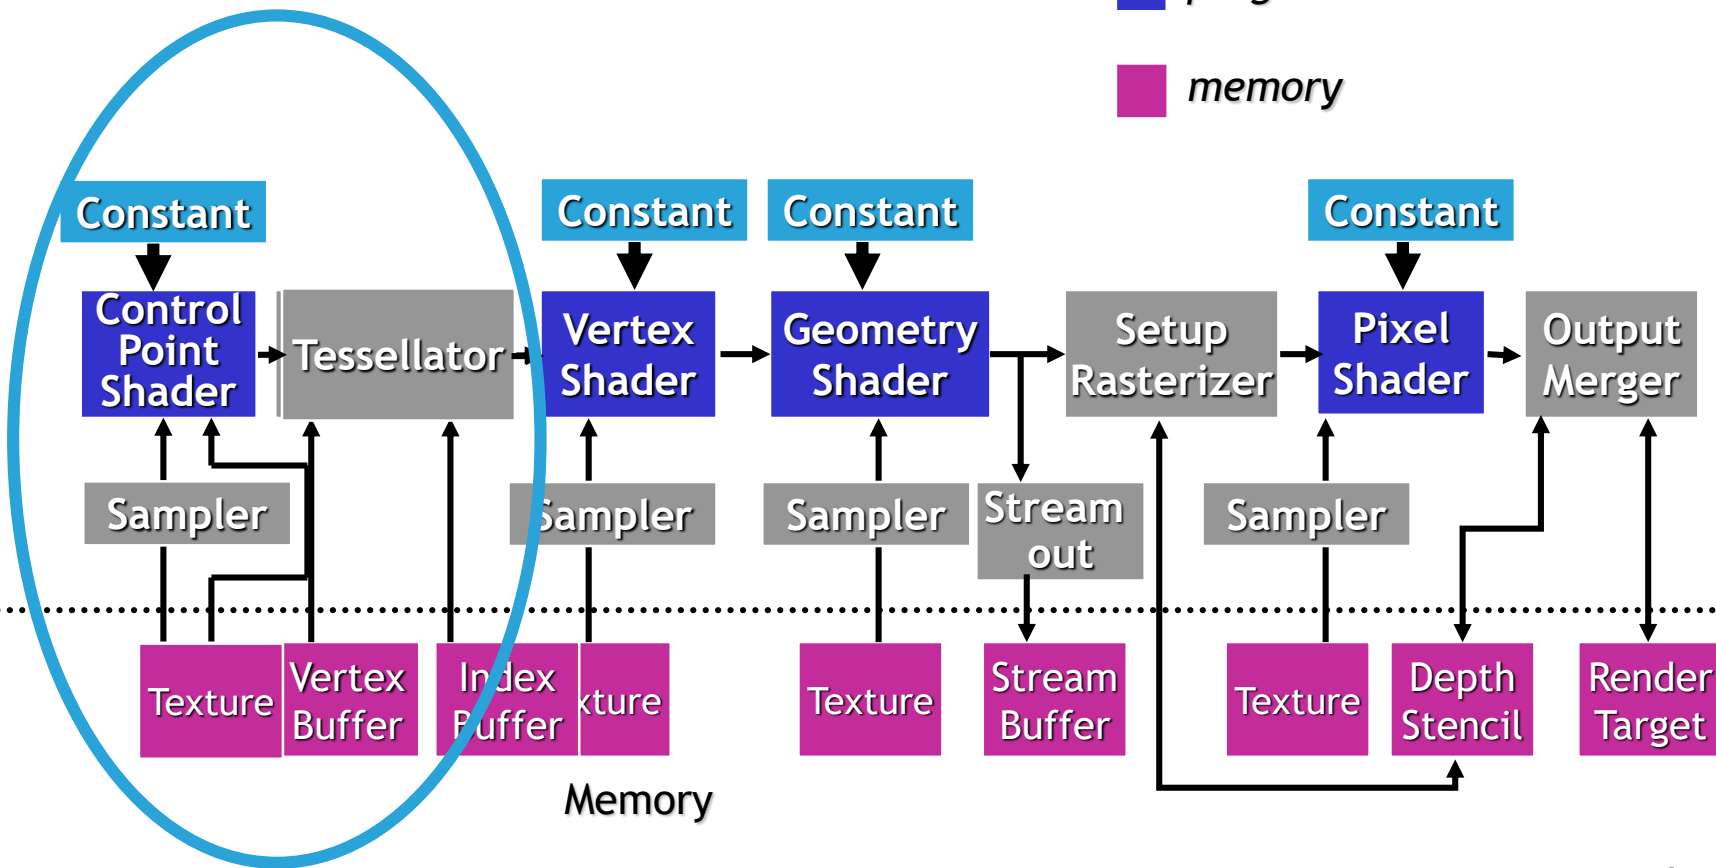 memory
Constant
Constant
Constant
Constant
Control
Point
Shader
Tessellator
Vertex
Shader
Geometry
Shader
Setup
Rasterizer
Pixel
Shader
Output
Merger
Sampler
Sampler
Sampler
Stream
out
Sampler
Texture
Vertex
Buffer
Index
Buffer
xture
Texture
Stream
Buffer
Texture
Depth
Stencil
Render
Target
Memory